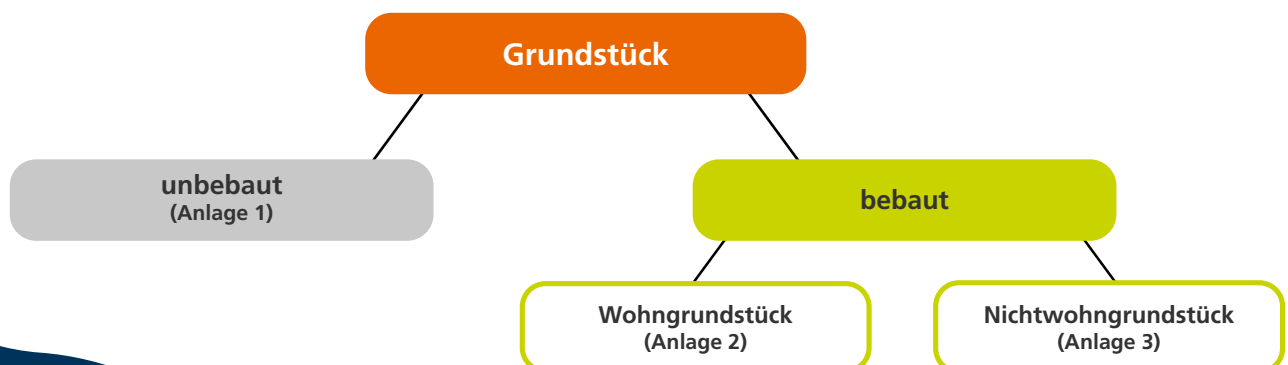 Grundstück
unbebaut
(Anlage 1)
bebaut
Wohngrundstück
(Anlage 2)
Nichtwohngrundstück
(Anlage 3)